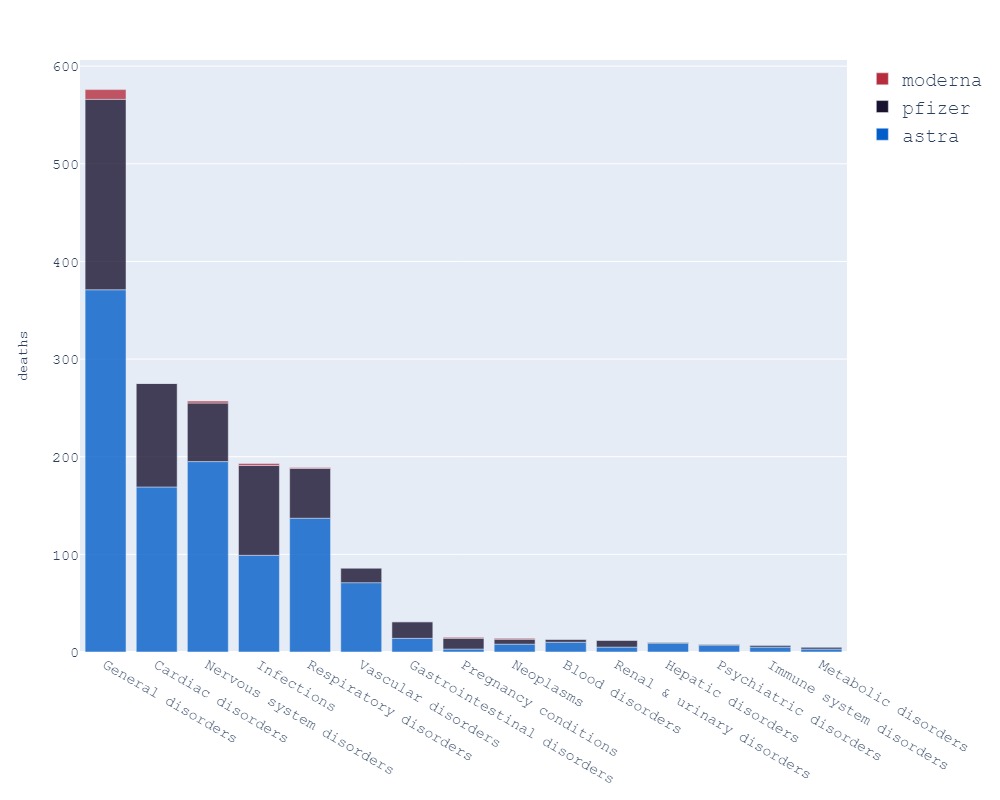 moderna
pfizer
astra
deaths
600
500
400
300
200
100
0
General disorders
Cardiac disorders
Nervous system disorders
Infections
Respiratory disorders
Vascular disorders
Gastrointestinal disorders
Pregnancy conditions
Neoplasms
Blood disorders
Renal & urinary disorders
Hepatic disorders
Psychiatric disorders
Immune system disorders
Metabolic disorders